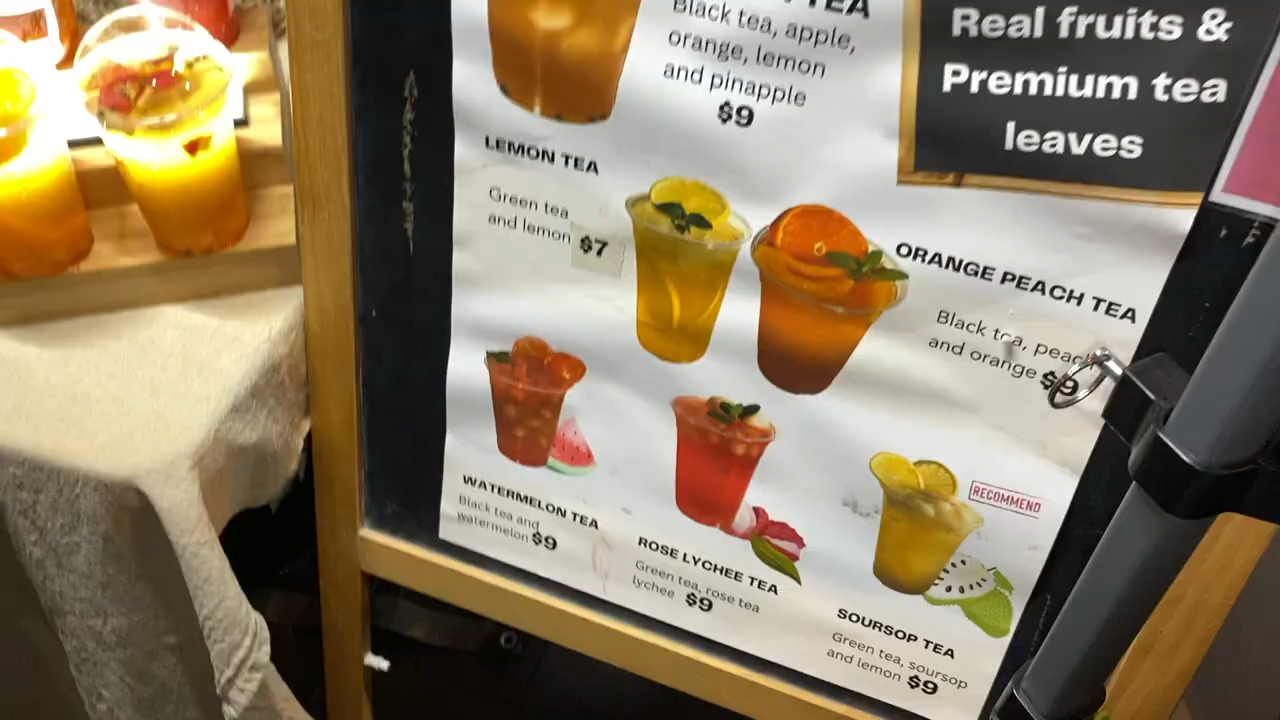 TEA
Black tea, apple,
orange, lemon
and pinapple
$9
Real fruits &
Premium tea
leaves
LEMON TEA
Green tea
and lemon $7
ORANGE PEACH TEA
Black tea, peach
and orange $9
WATERMELON TEA
Black tea and
watermelon $9
ROSE LYCHEE TEA
Green tea, rose tea
lychee $9
RECOMMEND
SOURSOP TEA
Green tea, soursop
and lemon $9